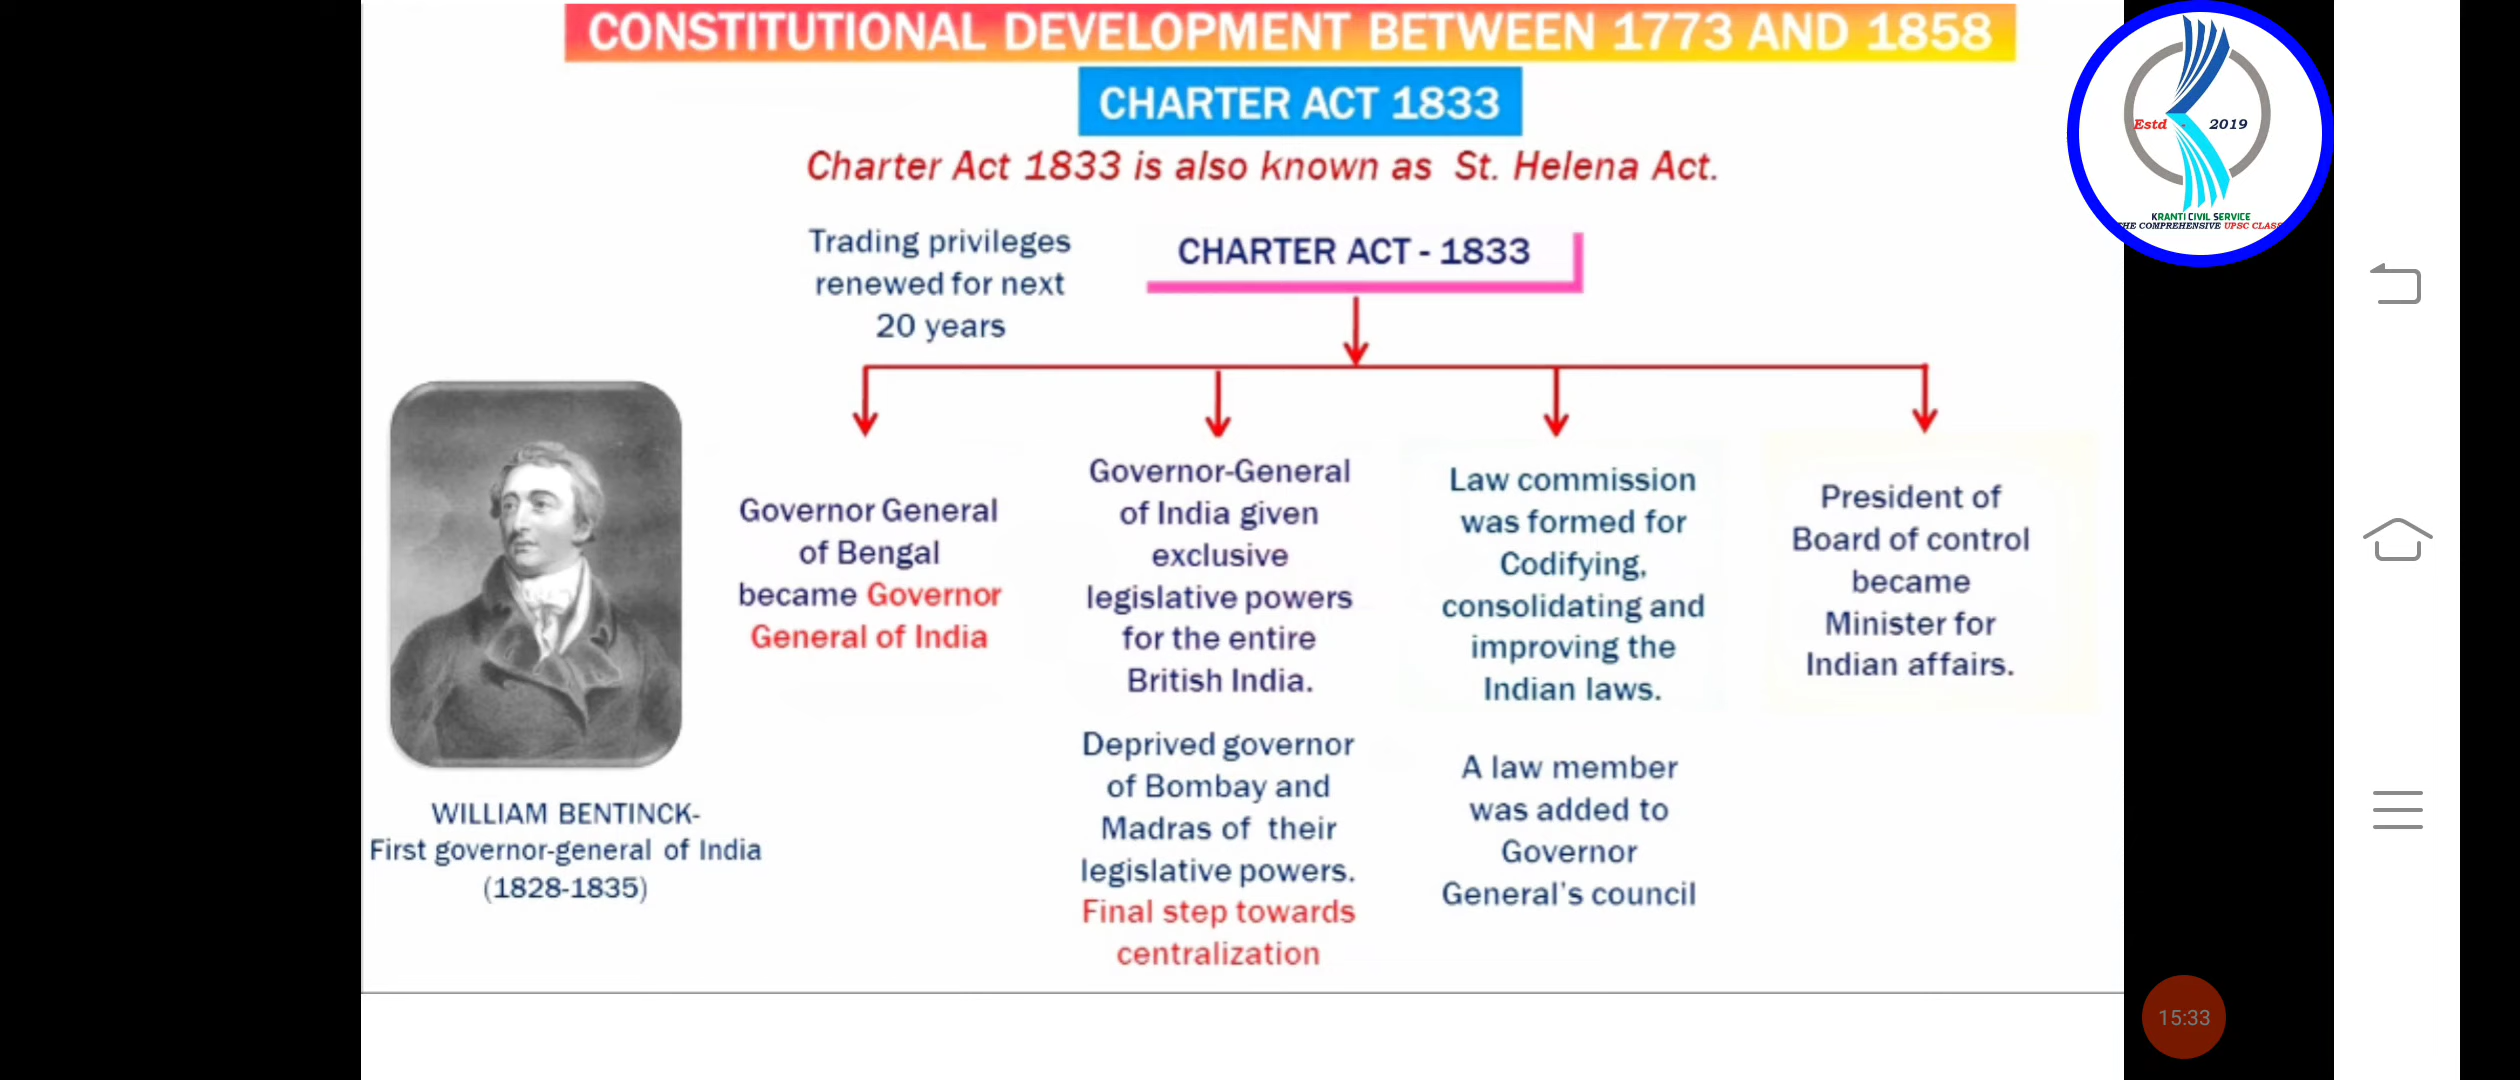 CONSTITUTIONAL DEVELOPMENT BETWEEN 1773 AND 1858
CHARTER ACT 1833
Charter Act 1833 is also known as St. Helena Act.
Estd - 2019
KRANTI CIVIL SERVICE
THE COMPREHENSIVE UPSC CLASS
Trading privileges
renewed for next
20 years
CHARTER ACT - 1833
Governor General
of Bengal
became Governor
General of India
Governor-General
of India given
exclusive
legislative powers
for the entire
British India.
Deprived governor
of Bombay and
Madras of their
legislative powers.
Final step towards
centralization
Law commission
was formed for
Codifying,
consolidating and
improving the
Indian laws.
A law member
was added to
Governor
General's council
President of
Board of control
became
Minister for
Indian affairs.
WILLIAM BENTINCK-
First governor-general of India
(1828-1835)
15:33